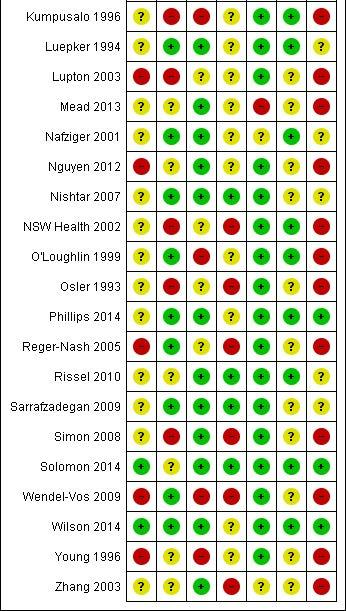 Kumpusalo 1996 ? - - ? + + -
Luepker 1994 ? + + ? + + ?
Lupton 2003 - - ? ? + ? -
Mead 2013 ? ? + ? - ? -
Nafziger 2001 ? + + ? ? + ?
Nguyen 2012 - ? + ? + ? -
Nishtar 2007 ? + + + + ? ?
NSW Health 2002 ? - ? - + + -
O'Loughlin 1999 ? + - ? + + -
Osler 1993 ? - ? - + ? -
Phillips 2014 ? + + ? + + +
Reger-Nash 2005 - + ? - + ? -
Rissel 2010 ? ? + + + + ?
Sarrafzadegan 2009 ? + + + + ? ?
Simon 2008 ? - + - + ? -
Solomon 2014 + ? + + + + +
Wendel-Vos 2009 - + - - + ? -
Wilson 2014 + + + ? + + +
Young 1996 - ? - ? + ? -
Zhang 2003 ? ? + - ? ? -